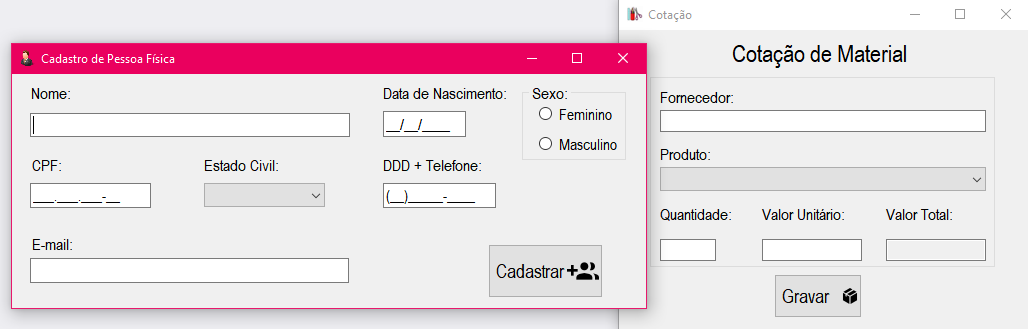 Cadastro de Pessoa Física
Nome:
Data de Nascimento:
Sexo:
__/__/____
Feminino
Masculino
CPF:
Estado Civil:
DDD + Telefone:
___.___.___-__
(__)_____-____
E-mail:
Cadastrar
Cotação
Cotação de Material
Fornecedor:
Produto:
Quantidade:
Valor Unitário:
Valor Total:
Gravar